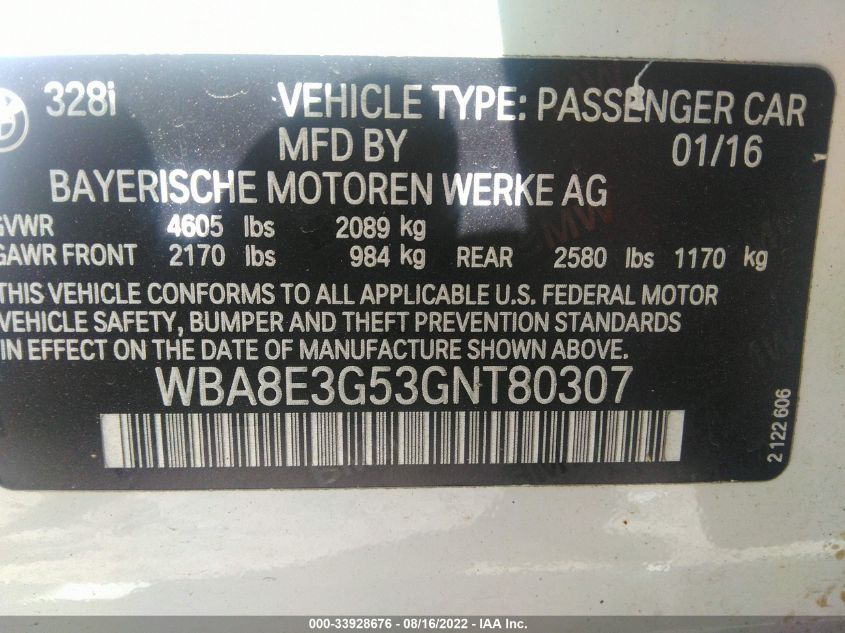 328i VEHICLE TYPE: PASSENGER CAR
MFD BY 01/16
BAYERISCHE MOTOREN WERKE AG
GVWR 4605 lbs 2089 kg
GAWR FRONT 2170 lbs 984 kg REAR 2580 lbs 1170 kg
THIS VEHICLE CONFORMS TO ALL APPLICABLE U.S. FEDERAL MOTOR
VEHICLE SAFETY, BUMPER AND THEFT PREVENTION STANDARDS
IN EFFECT ON THE DATE OF MANUFACTURE SHOWN ABOVE.
WBA8E3G53GNT80307
2 122 606
000-33928676 - 08/16/2022 - IAA Inc.